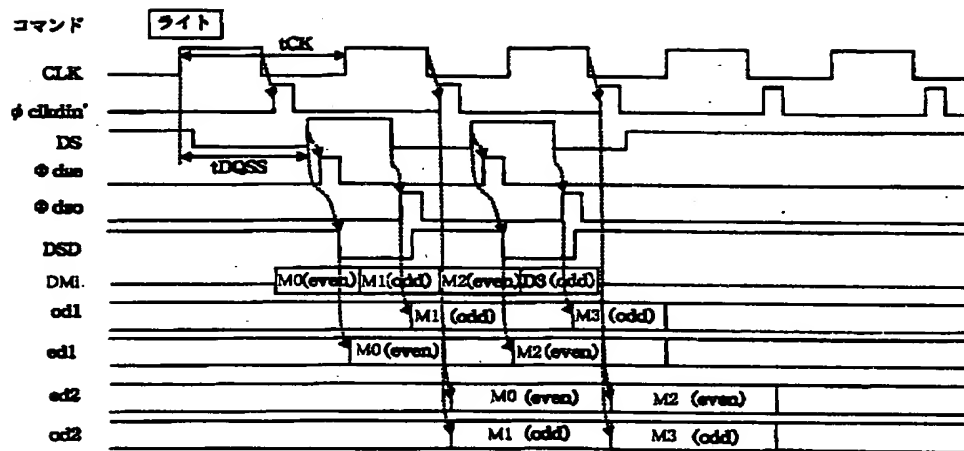 コマンド ライト
tCK
CLK
φ clkdin'
DS
tDQSS
Φ dse
Φ dso
DSD
DMi. M0(even) M1(odd) M2(even) D3(odd)
od1 M1 (odd) M3 (odd)
ed1 M0 (even) M2 (even)
ed2 M0 (even) M2 (even)
od2 M1 (odd) M3 (odd)